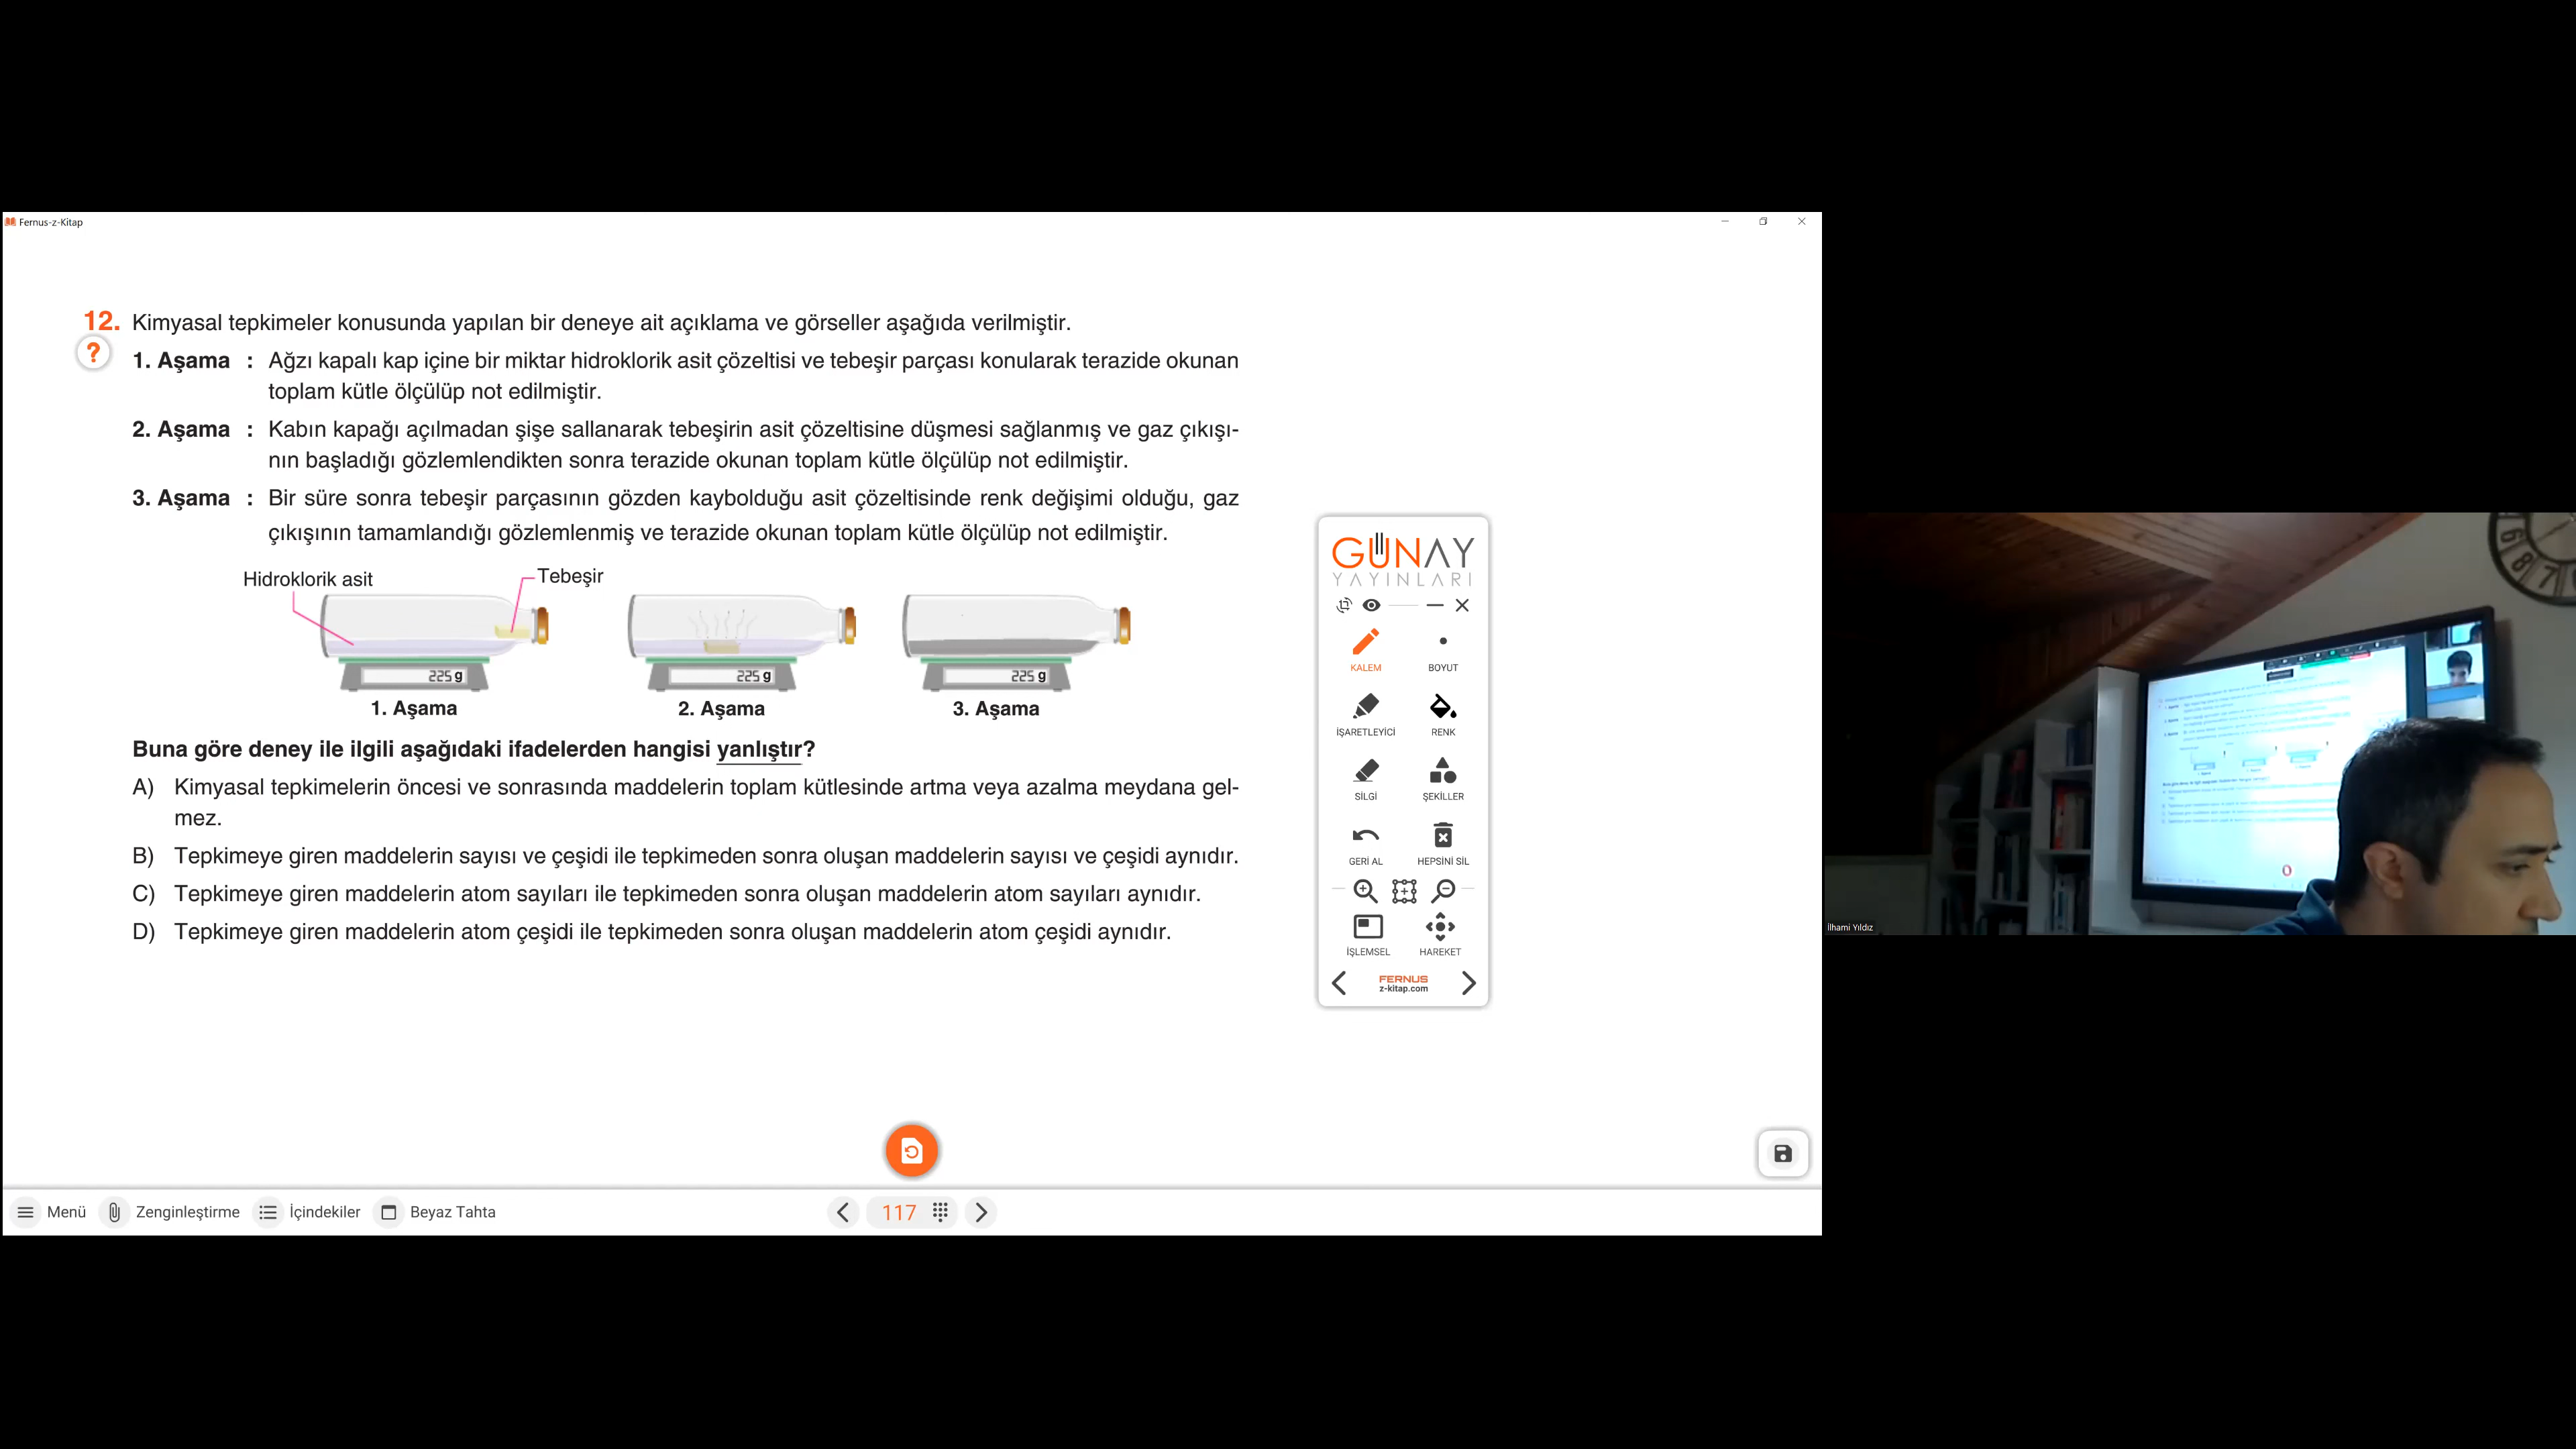 Fernus-z-Kitap
12. Kimyasal tepkimeler konusunda yapılan bir deneye ait açıklama ve görseller aşağıda verilmiştir.
?
1. Aşama : Ağzı kapalı kap içine bir miktar hidroklorik asit çözeltisi ve tebeşir parçası konularak terazide okunan
toplam kütle ölçülüp not edilmiştir.
2. Aşama : Kabın kapağı açılmadan şişe sallanarak tebeşirin asit çözeltisine düşmesi sağlanmış ve gaz çıkışı-
nın başladığı gözlemlendikten sonra terazide okunan toplam kütle ölçülüp not edilmiştir.
3. Aşama : Bir süre sonra tebeşir parçasının gözden kaybolduğu asit çözeltisinde renk değişimi olduğu, gaz
çıkışının tamamlandığı gözlemlenmiş ve terazide okunan toplam kütle ölçülüp not edilmiştir.
Hidroklorik asit
Tebeşir
225 g
225 g
225 g
1. Aşama
2. Aşama
3. Aşama
Buna göre deney ile ilgili aşağıdaki ifadelerden hangisi yanlıştır?
A) Kimyasal tepkimelerin öncesi ve sonrasında maddelerin toplam kütlesinde artma veya azalma meydana gel-
mez.
B) Tepkimeye giren maddelerin sayısı ve çeşidi ile tepkimeden sonra oluşan maddelerin sayısı ve çeşidi aynıdır.
C) Tepkimeye giren maddelerin atom sayıları ile tepkimeden sonra oluşan maddelerin atom sayıları aynıdır.
D) Tepkimeye giren maddelerin atom çeşidi ile tepkimeden sonra oluşan maddelerin atom çeşidi aynıdır.
GÜNAY
YAYINLARI
KALEM
BOYUT
İŞARETLEYİCİ
RENK
SİLGİ
ŞEKİLLER
GERİ AL
HEPSİNİ SİL
İŞLEMSEL
HAREKET
FERNUS
z-kitap.com
Menü
Zenginleştirme
İçindekiler
Beyaz Tahta
117
İlhami Yıldız
6
8
7